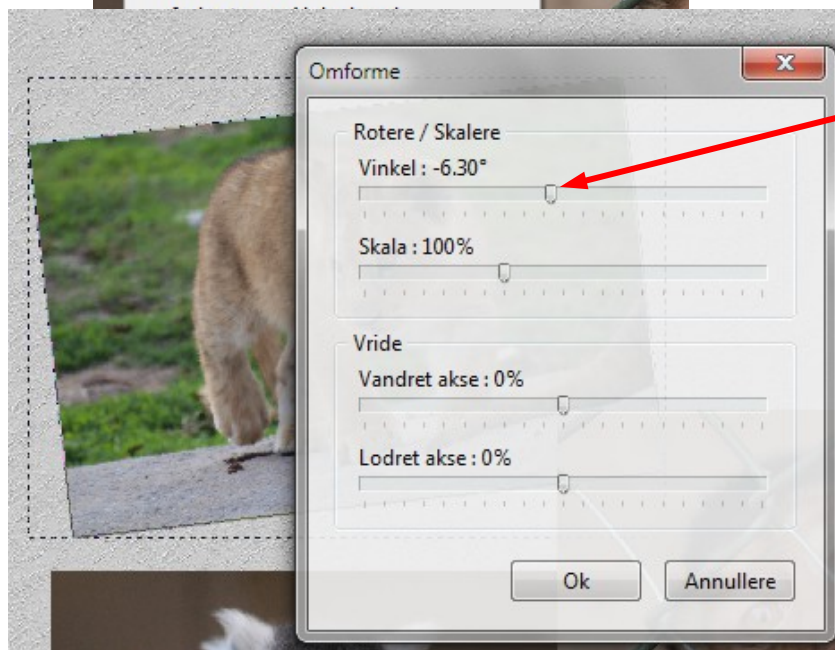 Omforme
Rotere / Skalere
Vinkel : -6.30°
Skala : 100%
Vride
Vandret akse : 0%
Lodret akse : 0%
Ok
Annullere